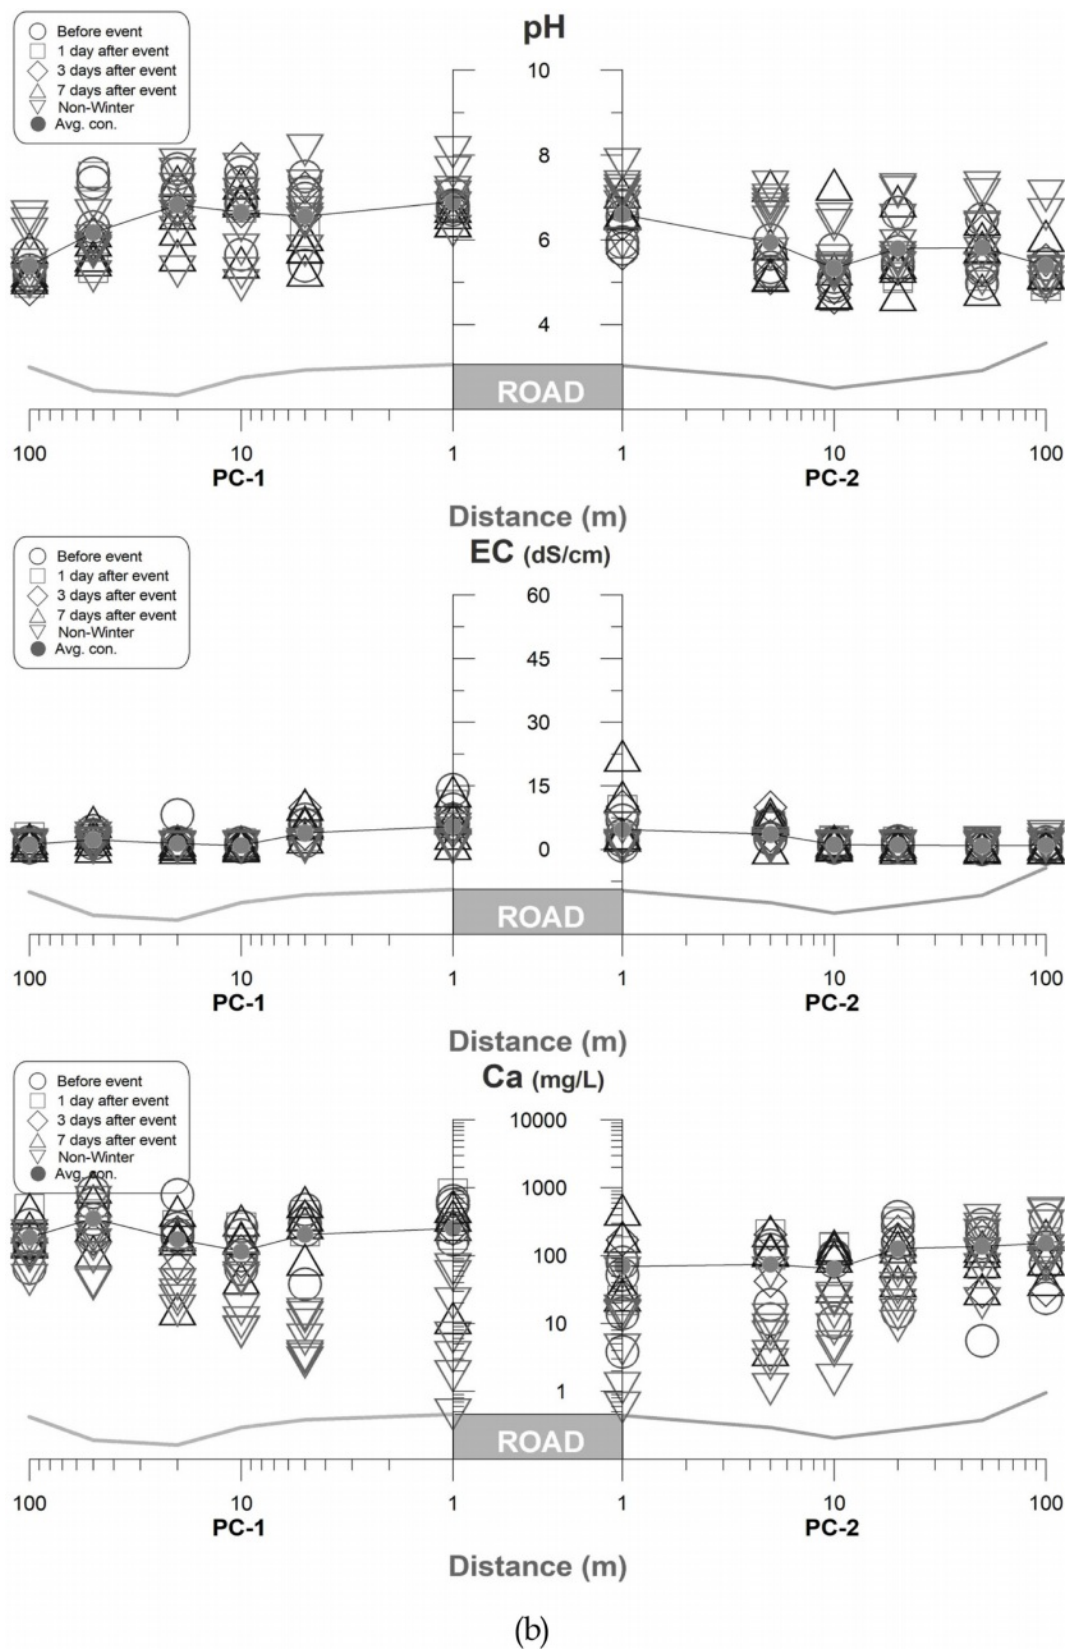 pH
Before event
1 day after event
3 days after event
7 days after event
Non-Winter
Avg. con.
10
8
6
4
ROAD
100 10 1 1 10 100
PC-1 PC-2
Distance (m)
EC (dS/cm)
Before event
1 day after event
3 days after event
7 days after event
Non-Winter
Avg. con.
60
45
30
15
0
ROAD
100 10 1 1 10 100
PC-1 PC-2
Distance (m)
Ca (mg/L)
Before event
1 day after event
3 days after event
7 days after event
Non-Winter
Avg. con.
10000
1000
100
10
1
ROAD
100 10 1 1 10 100
PC-1 PC-2
Distance (m)
(b)